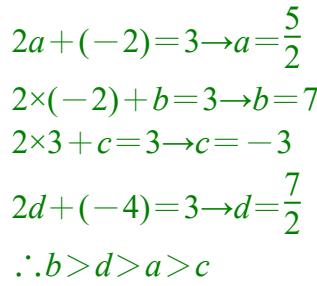 2a+(−2)=3→a=5/2
2×(−2)+b=3→b=7
2×3+c=3→c=−3
2d+(−4)=3→d=7/2
∴b>d>a>c